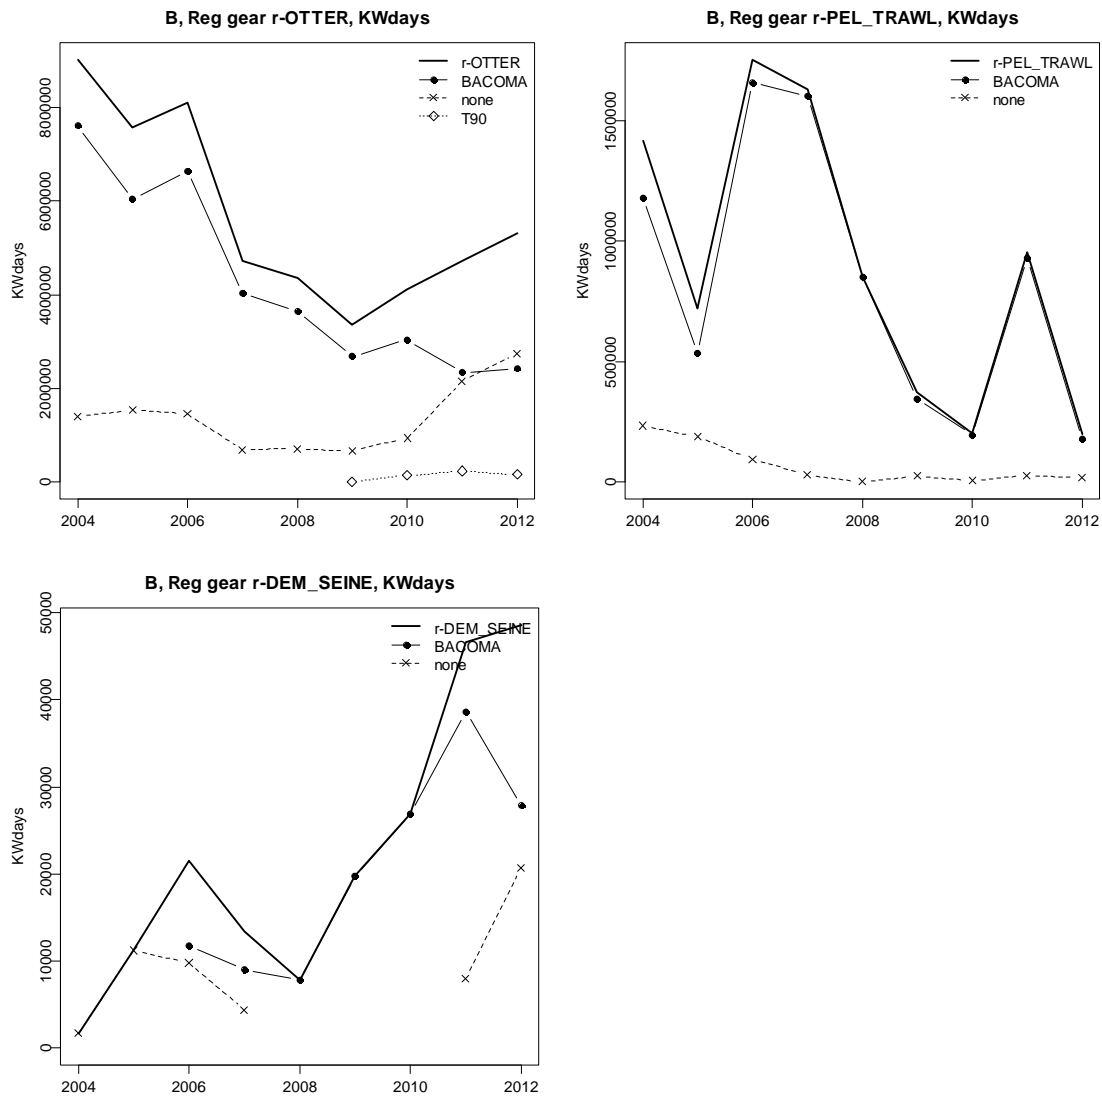 B, Reg gear r-OTTER, KWdays
KWdays
8000000
6000000
4000000
2000000
0
2004 2006 2008 2010 2012
r-OTTER
BACOMA
none
T90
B, Reg gear r-PEL_TRAWL, KWdays
KWdays
1500000
1000000
500000
0
2004 2006 2008 2010 2012
r-PEL_TRAWL
BACOMA
none
B, Reg gear r-DEM_SEINE, KWdays
KWdays
50000
40000
30000
20000
10000
0
2004 2006 2008 2010 2012
r-DEM_SEINE
BACOMA
none